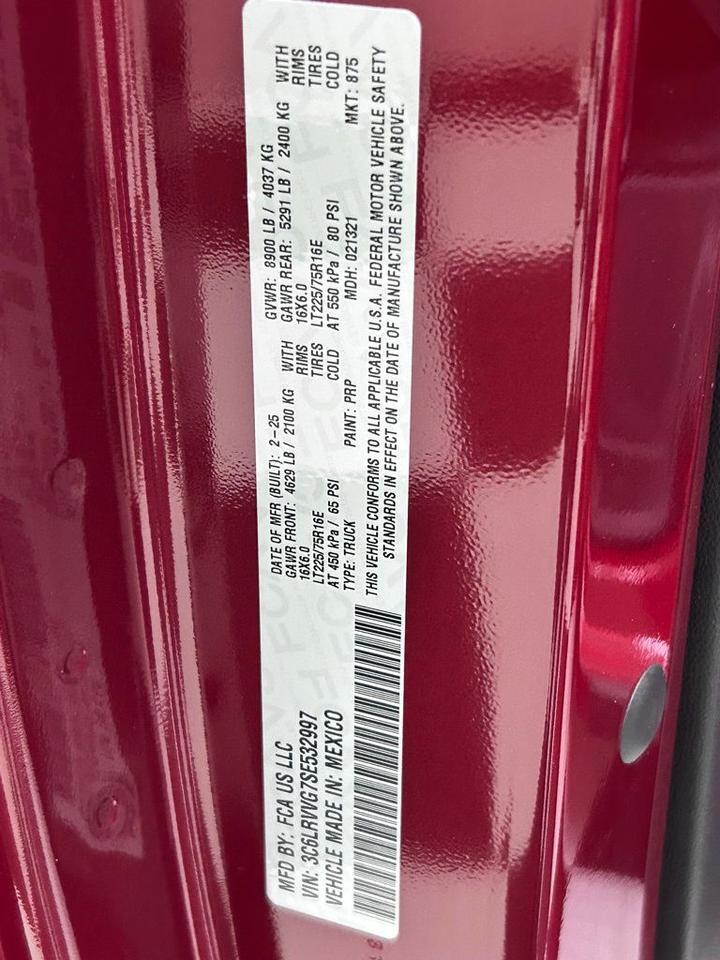 MFD BY: FCA US LLC
VIN: 3C6LRVVG7SE532997
VEHICLE MADE IN: MEXICO
DATE OF MFR (BUILT): 2-25
GVWR: 8900 LB / 4037 KG
GAWR FRONT: 4629 LB / 2100 KG WITH
16X6.0 RIMS
LT225/75R16E TIRES
AT 450 kPa / 65 PSI COLD
GAWR REAR: 5291 LB / 2400 KG WITH
16X6.0 RIMS
LT225/75R16E TIRES
AT 550 kPa / 80 PSI COLD
TYPE: TRUCK PAINT: PRP MDH: 021321 MKT: 875
THIS VEHICLE CONFORMS TO ALL APPLICABLE U.S.A. FEDERAL MOTOR VEHICLE SAFETY
STANDARDS IN EFFECT ON THE DATE OF MANUFACTURE SHOWN ABOVE.